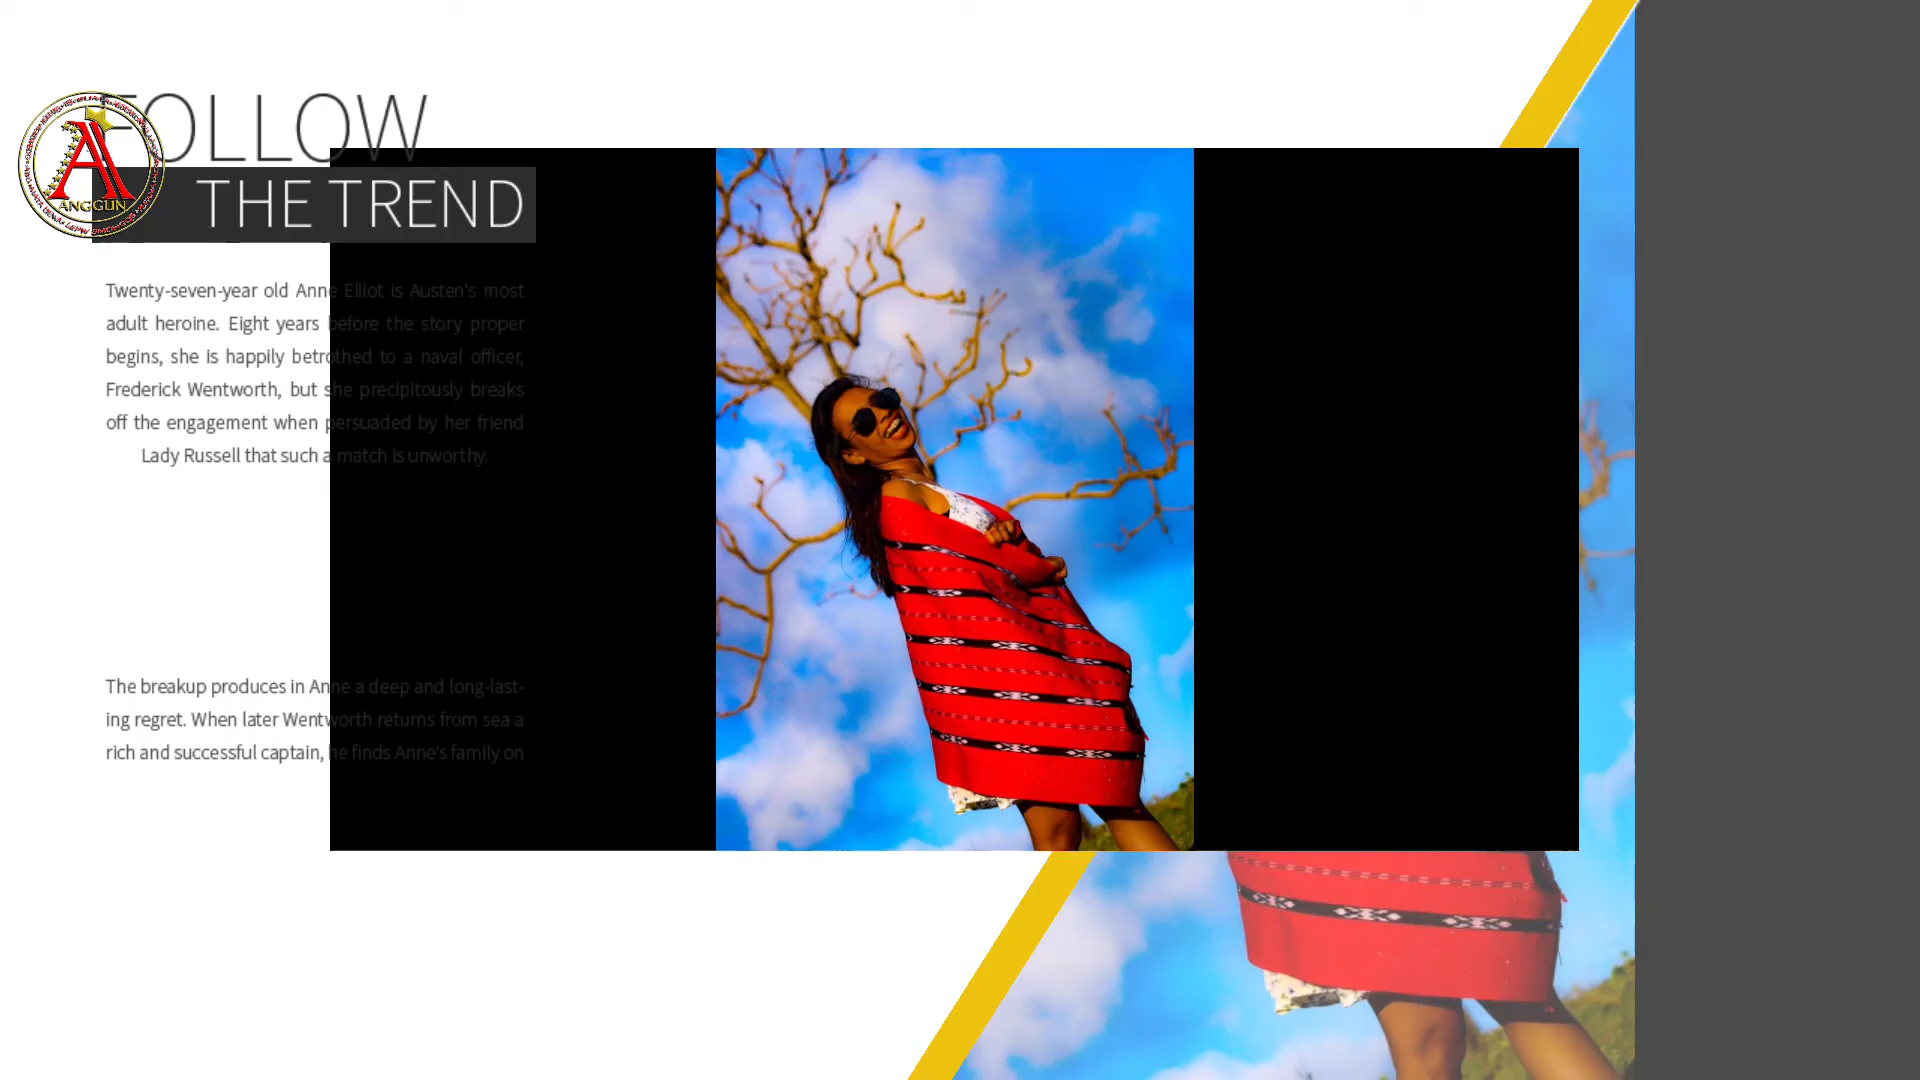 FOLLOW
THE TREND
ANGGUN
Twenty-seven-year old Anne Elliot is Austen's most
adult heroine. Eight years before the story proper
begins, she is happily betrothed to a naval officer,
Frederick Wentworth, but she precipitously breaks
off the engagement when persuaded by her friend
Lady Russell that such a match is unworthy.
The breakup produces in Anne a deep and long-last-
ing regret. When later Wentworth returns from sea a
rich and successful captain, he finds Anne's family on